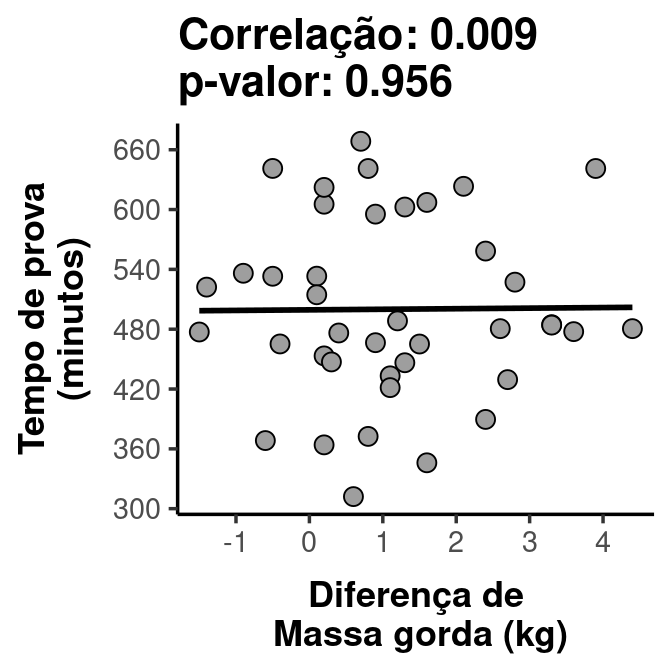 Correlação: 0.009
p-valor: 0.956
Tempo de prova
(minutos)
660
600
540
480
420
360
300
-1 0 1 2 3 4
Diferença de
Massa gorda (kg)